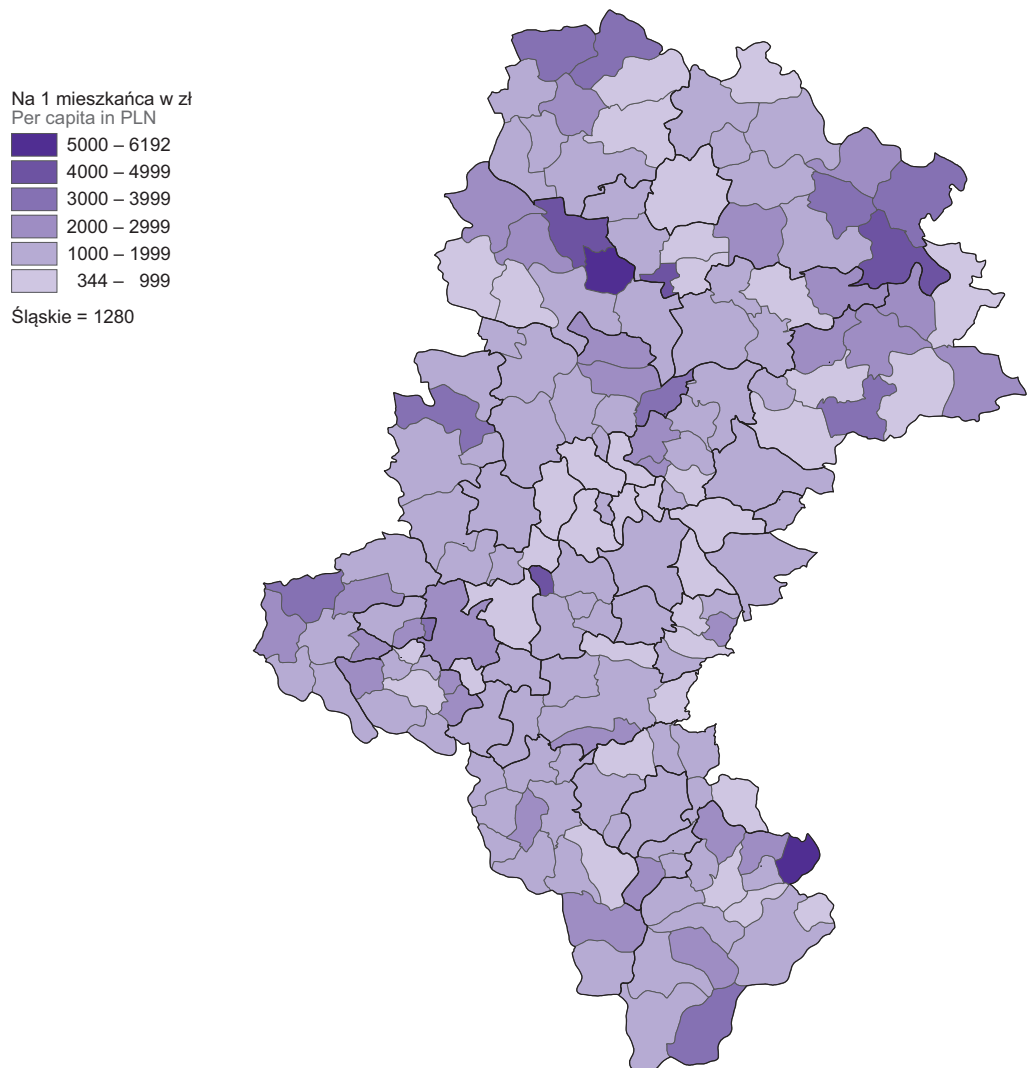 Na 1 mieszkańca w zł
Per capita in PLN
5000 – 6192
4000 – 4999
3000 – 3999
2000 – 2999
1000 – 1999
344 – 999
Śląskie = 1280